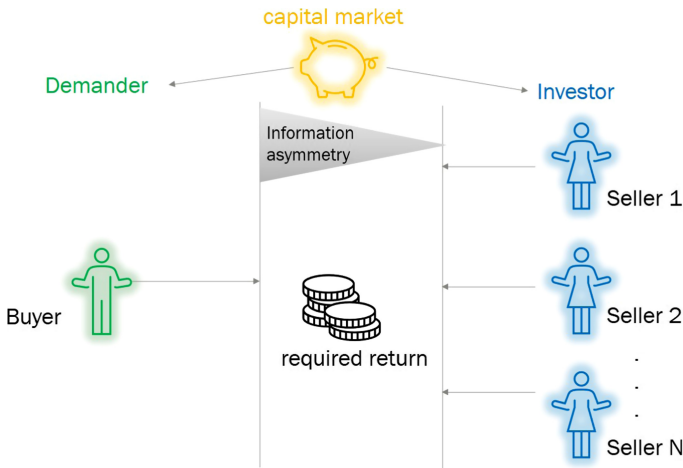 capital market
Demander
Investor
Information
asymmetry
Seller 1
Buyer
Seller 2
required return
.
.
.
Seller N